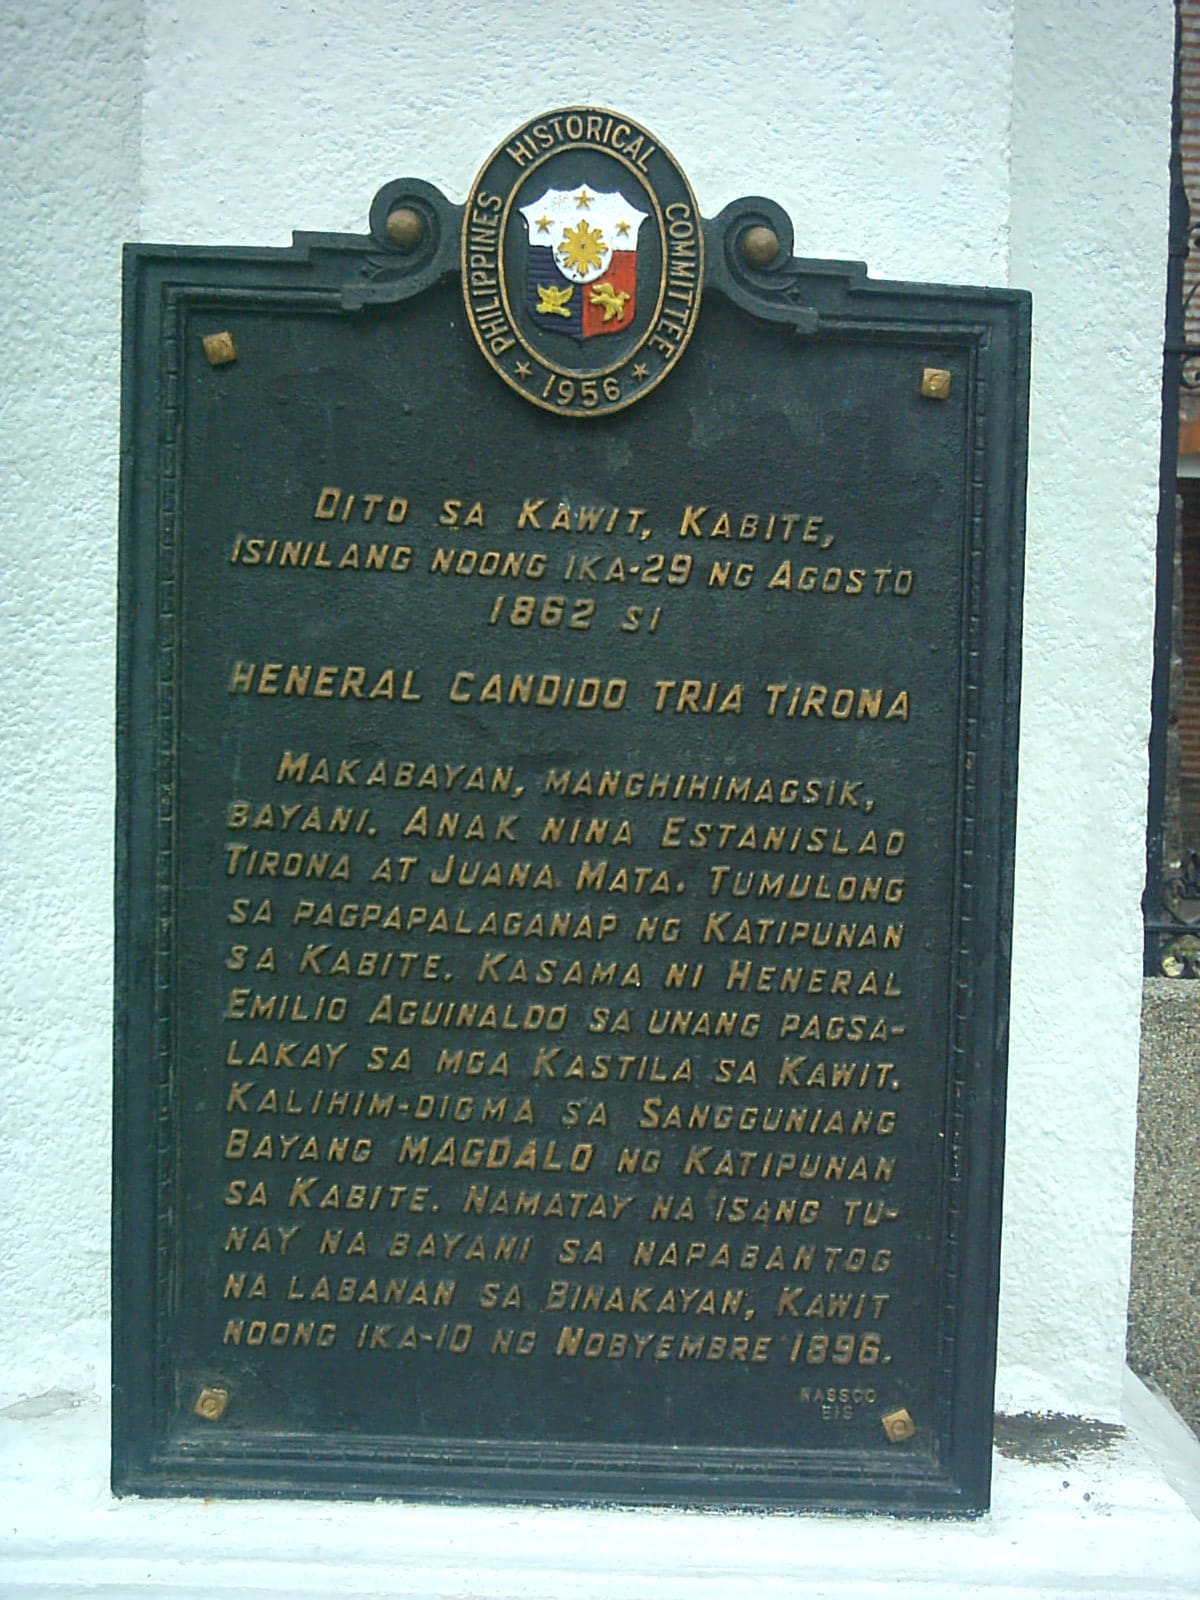 PHILIPPINES HISTORICAL COMMITTEE
★ 1956 ★
DITO SA KAWIT, KABITE,
ISINILANG NOONG IKA-29 NG AGOSTO
1862 SI
HENERAL CANDIDO TRIA TIRONA
MAKABAYAN, MANGHIHIMAGSIK,
BAYANI. ANAK NINA ESTANISLAO
TIRONA AT JUANA MATA. TUMULONG
SA PAGPAPALAGANAP NG KATIPUNAN
SA KABITE. KASAMA NI HENERAL
EMILIO AGUINALDO SA UNANG PAGSA-
LAKAY SA MGA KASTILA SA KAWIT.
KALIHIM-DIGMA SA SANGGUNIANG
BAYANG MAGDALO NG KATIPUNAN
SA KABITE. NAMATAY NA ISANG TU-
NAY NA BAYANI SA NAPABANTOG
NA LABANAN SA BINAKAYAN, KAWIT
NOONG IKA-10 NG NOBYEMBRE 1896.
NASSCO
EIS